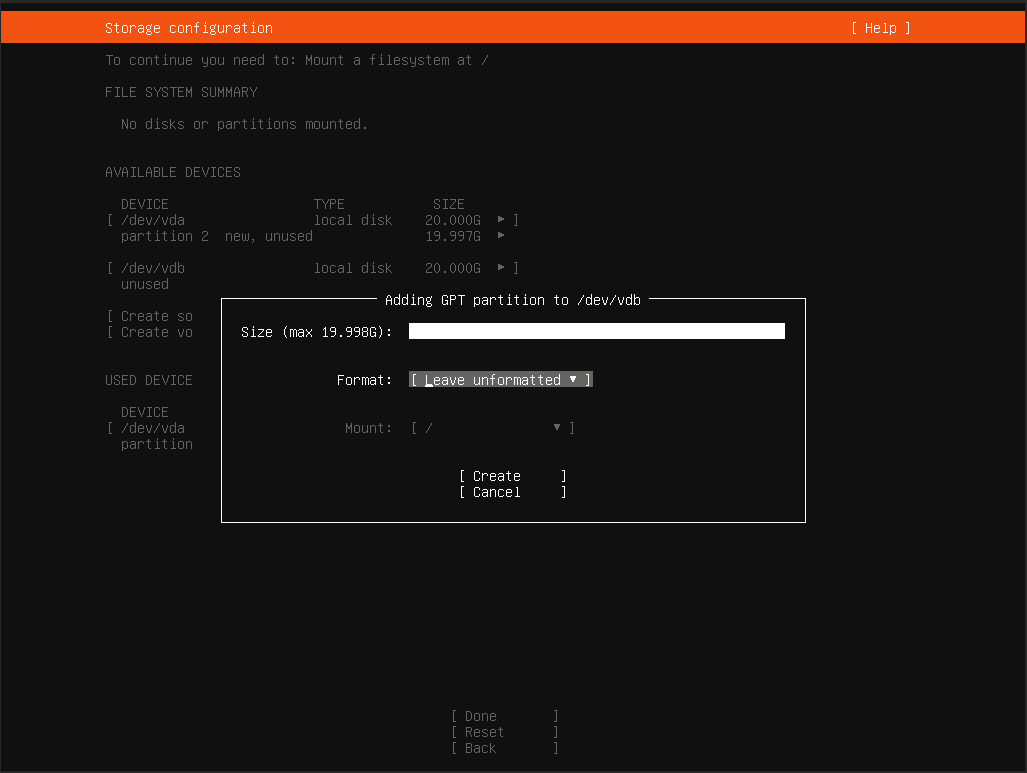 Storage configuration [ Help ]
To continue you need to: Mount a filesystem at /
FILE SYSTEM SUMMARY
No disks or partitions mounted.
AVAILABLE DEVICES
DEVICE TYPE SIZE
[ /dev/vda local disk 20.000G ▸ ]
partition 2 new, unused 19.997G ▸
[ /dev/vdb local disk 20.000G ▸ ]
unused
[ Create so
[ Create vo
USED DEVICE
DEVICE
[ /dev/vda
partition
Adding GPT partition to /dev/vdb
Size (max 19.998G):
Format: [ Leave unformatted ▾ ]
Mount: [ / ▾ ]
[ Create ]
[ Cancel ]
[ Done ]
[ Reset ]
[ Back ]